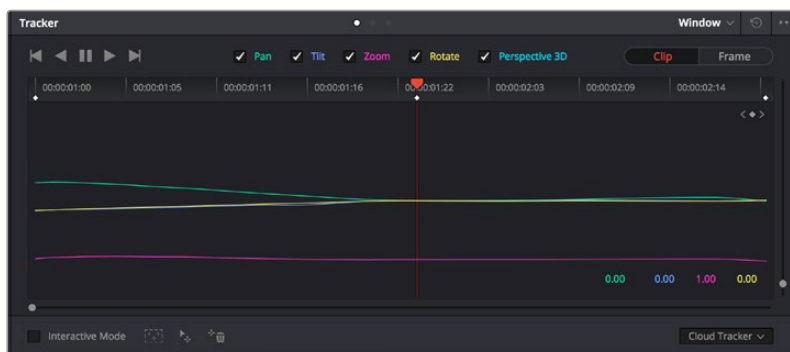 Tracker Window
Pan Tilt Zoom Rotate Perspective 3D Clip Frame
00:00:01:00 00:00:01:05 00:00:01:11 00:00:01:16 00:00:01:22 00:00:02:03 00:00:02:09 00:00:02:14
0.00 0.00 1.00 0.00
Interactive Mode Cloud Tracker